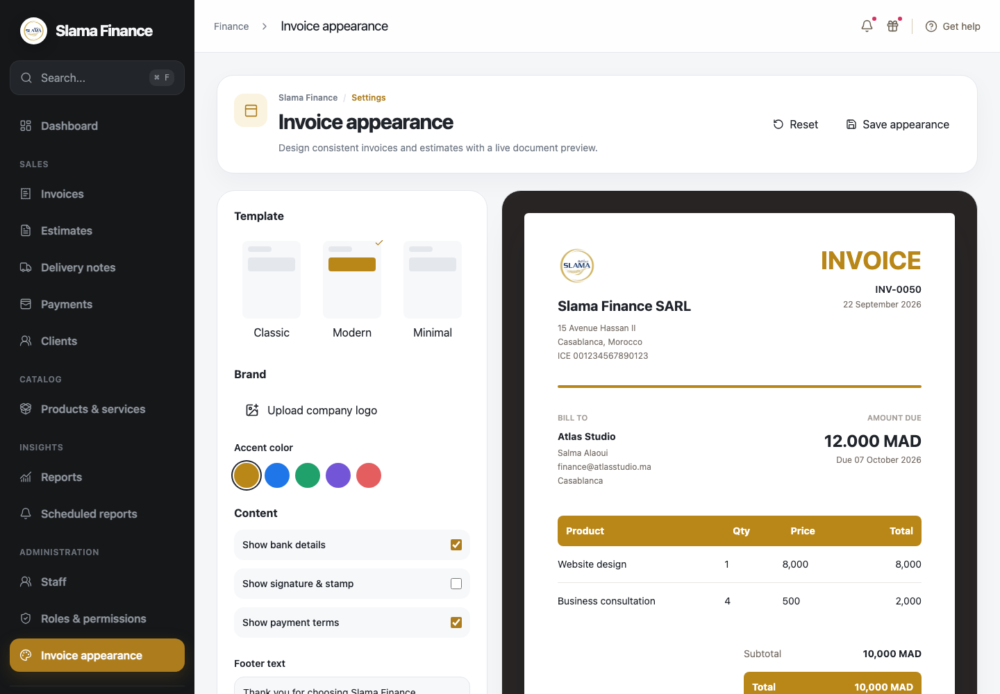 SLAMA
Slama Finance
Search...
⌘ F
Dashboard
SALES
Invoices
Estimates
Delivery notes
Payments
Clients
CATALOG
Products & services
INSIGHTS
Reports
Scheduled reports
ADMINISTRATION
Staff
Roles & permissions
Invoice appearance
Finance > Invoice appearance
Get help
Slama Finance / Settings
Invoice appearance
Design consistent invoices and estimates with a live document preview.
Reset
Save appearance
Template
Classic
Modern
Minimal
Brand
Upload company logo
Accent color
Content
Show bank details
Show signature & stamp
Show payment terms
Footer text
Thank you for choosing Slama Finance
SLAMA
INVOICE
INV-0050
22 September 2026
Slama Finance SARL
15 Avenue Hassan II
Casablanca, Morocco
ICE 001234567890123
BILL TO
Atlas Studio
Salma Alaoui
finance@atlasstudio.ma
Casablanca
AMOUNT DUE
12.000 MAD
Due 07 October 2026
Product Qty Price Total
Website design 1 8,000 8,000
Business consultation 4 500 2,000
Subtotal 10,000 MAD
Total 10,000 MAD